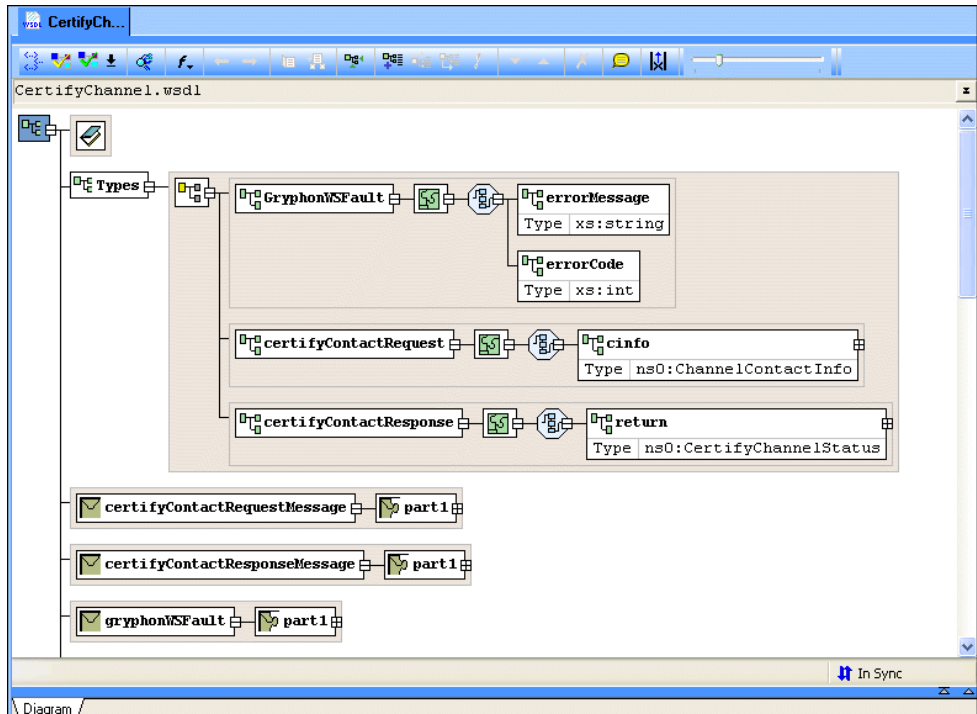 WSDL CertifyCh...
CertifyChannel.wsdl
Types
GryphonWSFault
errorMessage
Type xs:string
errorCode
Type xs:int
certifyContactRequest
cinfo
Type ns0:ChannelContactInfo
certifyContactResponse
return
Type ns0:CertifyChannelStatus
certifyContactRequestMessage part1
certifyContactResponseMessage part1
gryphonWSFault part1
In Sync
Diagram